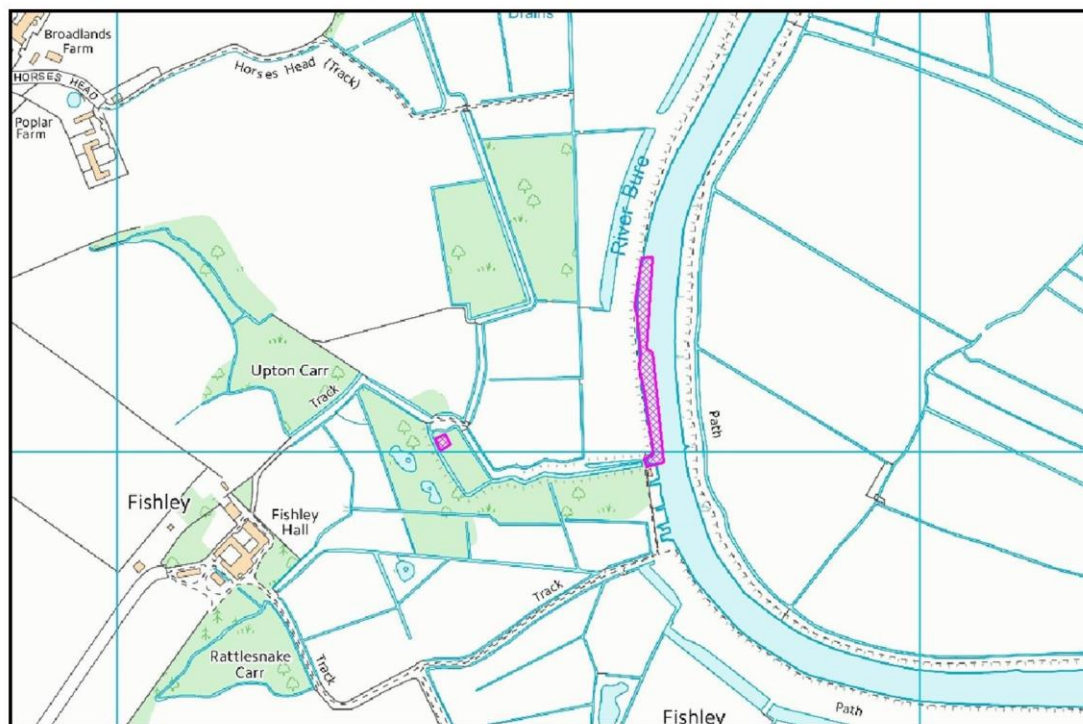 Drains
Broadlands
Farm
HORSES HEAD
Horses Head (Track)
Poplar
Farm
River Bure
Upton Carr
Track
Path
Fishley
Fishley
Hall
Track
Rattlesnake
Carr
Track
Fishley
Path